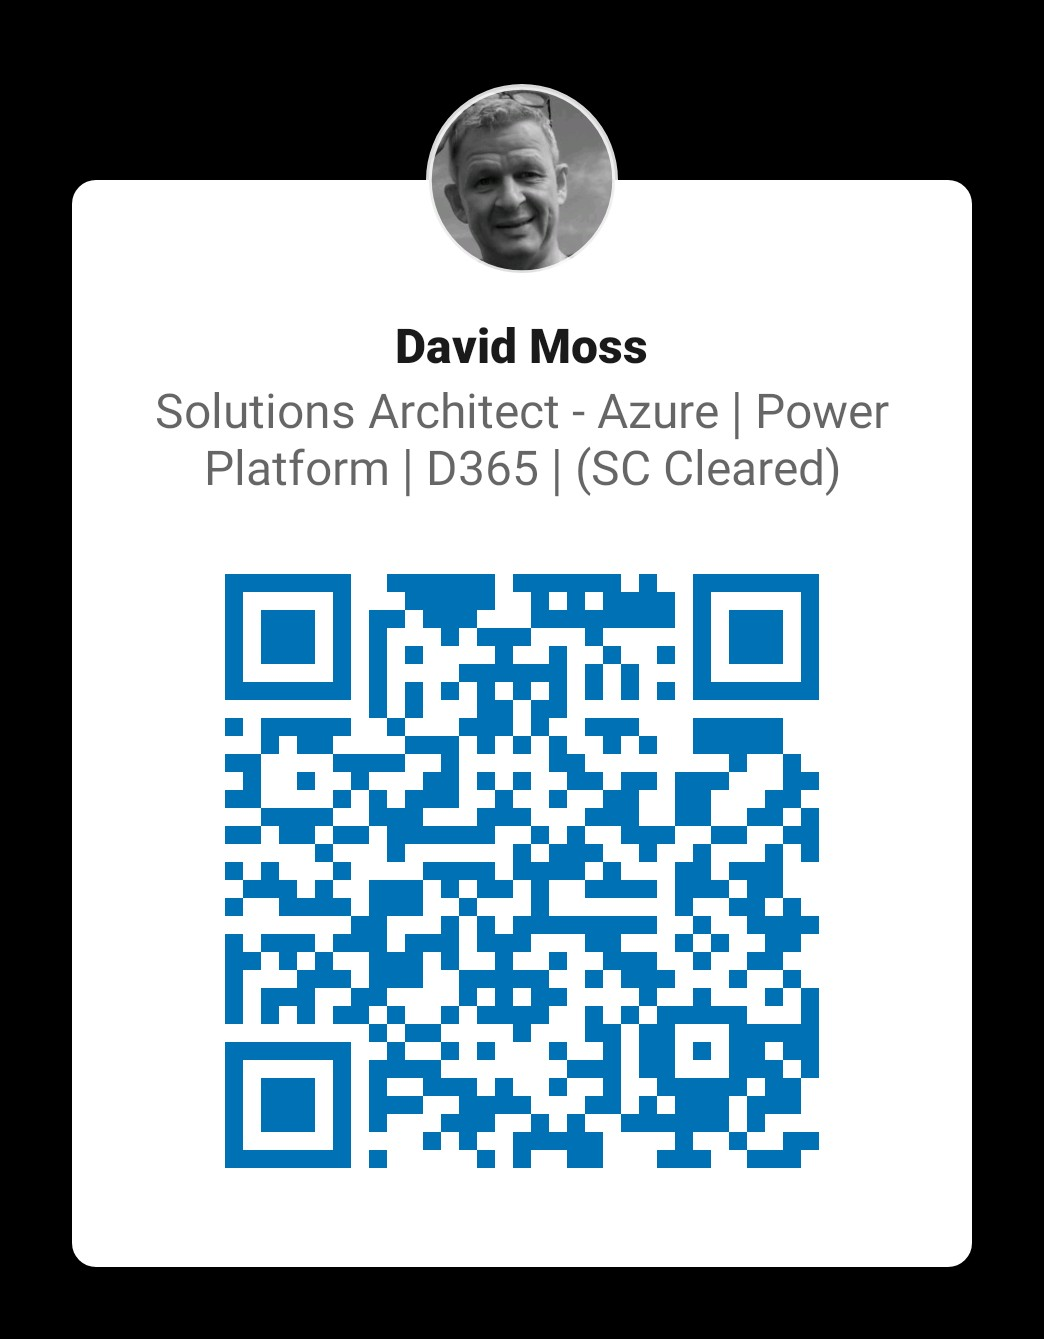 David Moss
Solutions Architect - Azure | Power
Platform | D365 | (SC Cleared)